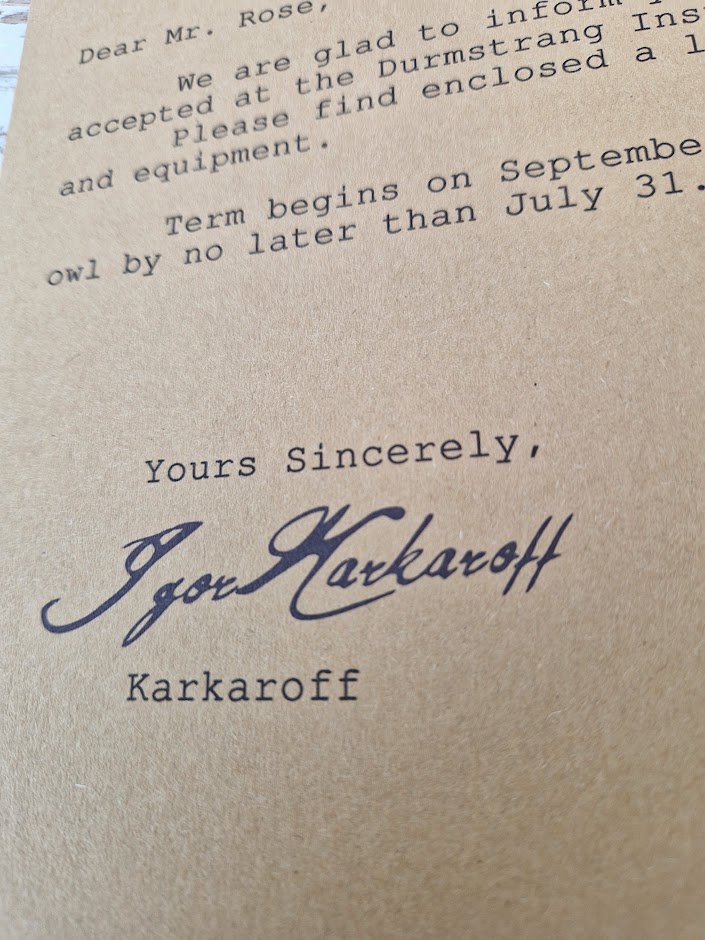 Dear Mr. Rose,
We are glad to inform
accepted at the Durmstrang
Please find enclosed a
and equipment.
Term begins on
owl by no later than July 31.
Yours Sincerely,
Igor Karkaroff
Karkaroff